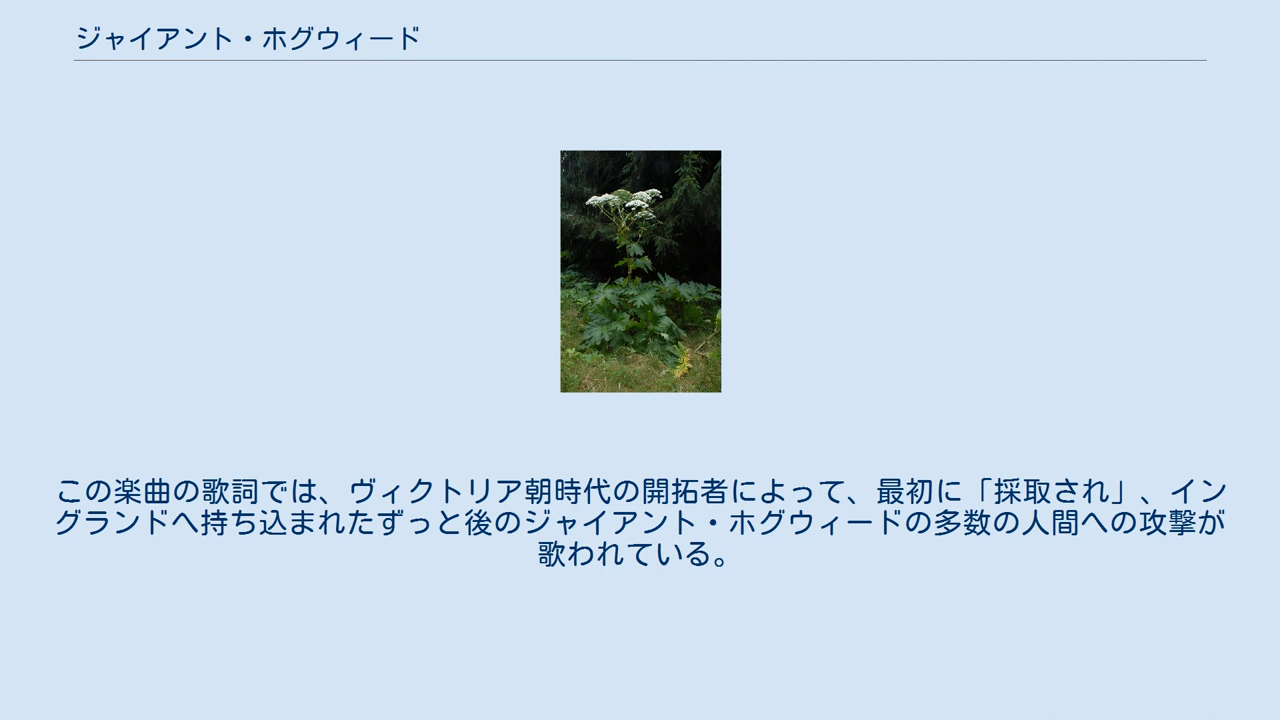 ジャイアント・ホグウィード
この楽曲の歌詞では、ヴィクトリア朝時代の開拓者によって、最初に「採取され」、イン
グランドへ持ち込まれたずっと後のジャイアント・ホグウィードの多数の人間への攻撃が
歌われている。